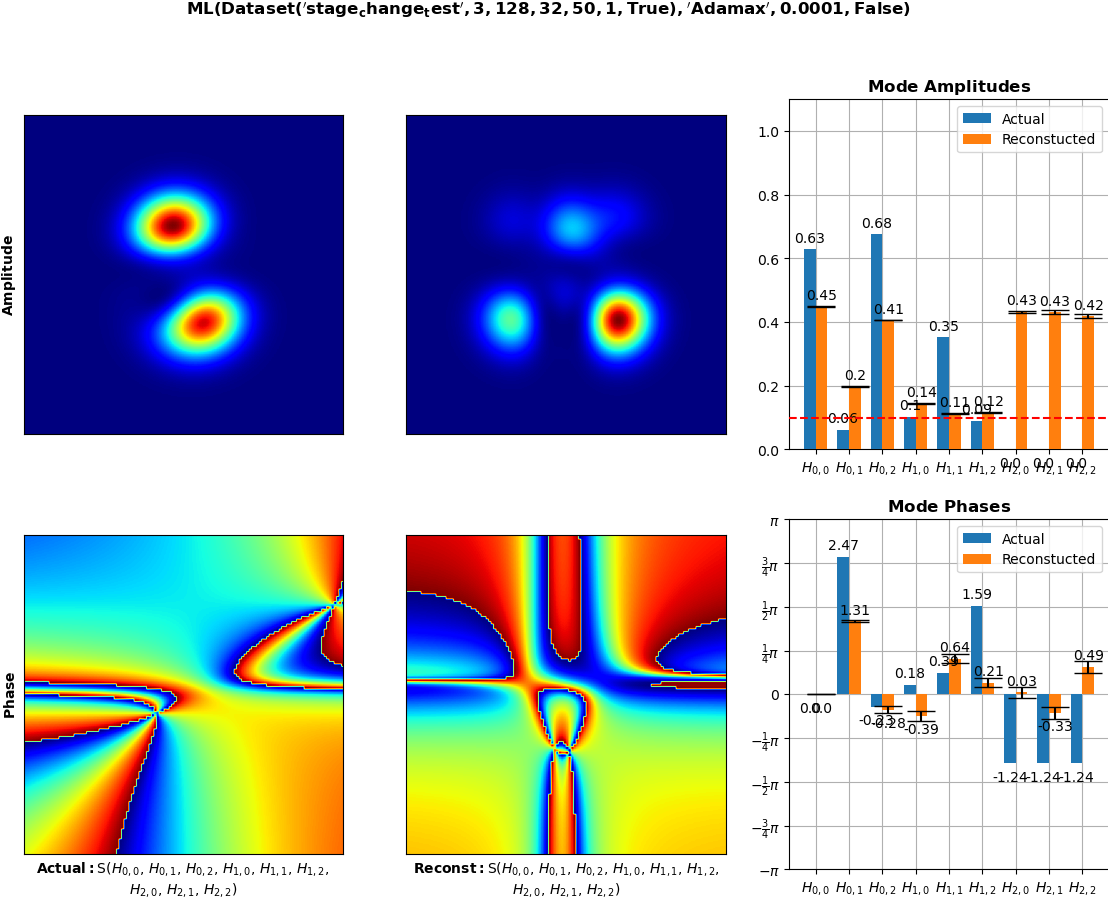 ML(Dataset('stage_change_test', 3, 128, 32, 50, 1, True), 'Adamax', 0.0001, False)
Amplitude
Mode Amplitudes
Actual
Reconstucted
1.0
0.8
0.6
0.4
0.2
0.0
0.63
0.45
0.06
0.2
0.68
0.41
0.1
0.14
0.35
0.11
0.09
0.12
0.0
0.43
0.0
0.43
0.0
0.42
H0,0 H0,1 H0,2 H1,0 H1,1 H1,2 H2,0 H2,1 H2,2
Phase
Mode Phases
Actual
Reconstucted
π
3/4π
1/2π
1/4π
0
−1/4π
−1/2π
−3/4π
−π
0.0
0.0
2.47
1.31
-0.23
-0.28
0.18
-0.39
0.39
0.64
1.59
0.21
-1.24
0.03
-1.24
-0.33
-1.24
0.49
H0,0 H0,1 H0,2 H1,0 H1,1 H1,2 H2,0 H2,1 H2,2
Actual: S(H0,0, H0,1, H0,2, H1,0, H1,1, H1,2,
H2,0, H2,1, H2,2)
Reconst: S(H0,0, H0,1, H0,2, H1,0, H1,1, H1,2,
H2,0, H2,1, H2,2)